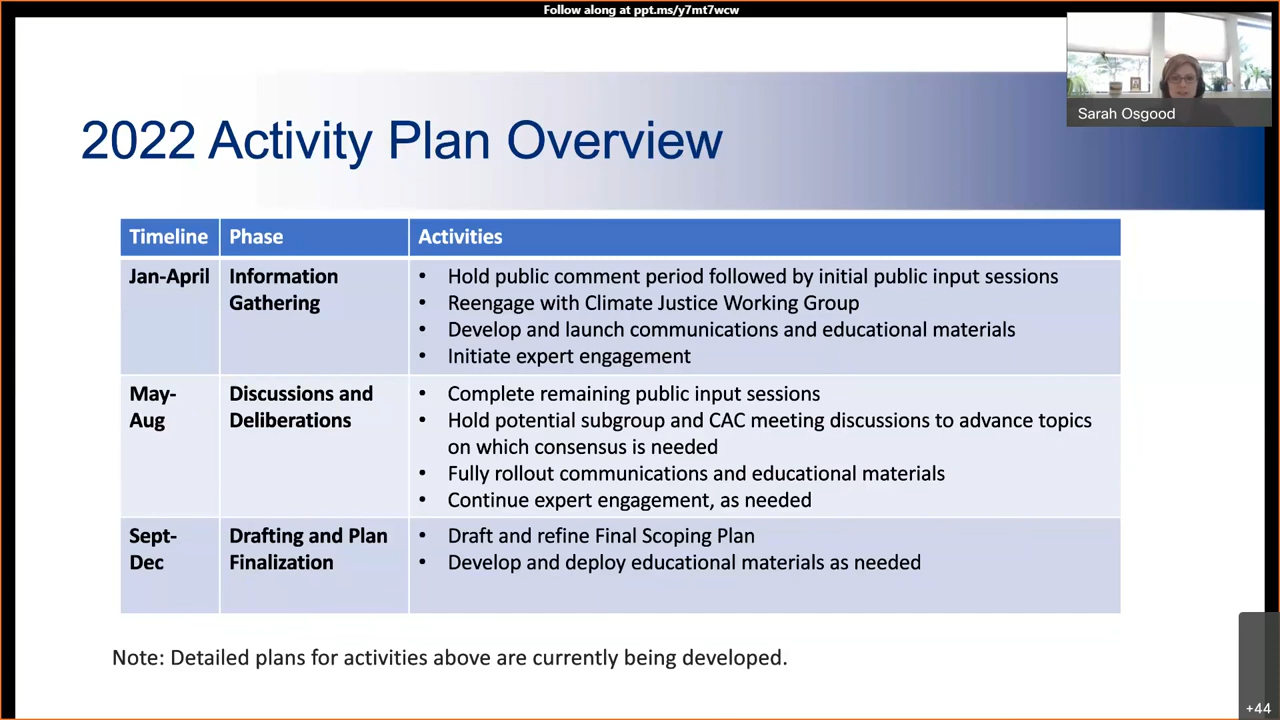 Follow along at ppt.ms/y7mt7wcw
Sarah Osgood
2022 Activity Plan Overview
Timeline Phase Activities
Jan-April Information Gathering
• Hold public comment period followed by initial public input sessions
• Reengage with Climate Justice Working Group
• Develop and launch communications and educational materials
• Initiate expert engagement
May-Aug Discussions and Deliberations
• Complete remaining public input sessions
• Hold potential subgroup and CAC meeting discussions to advance topics
on which consensus is needed
• Fully rollout communications and educational materials
• Continue expert engagement, as needed
Sept-Dec Drafting and Plan Finalization
• Draft and refine Final Scoping Plan
• Develop and deploy educational materials as needed
Note: Detailed plans for activities above are currently being developed.
+44